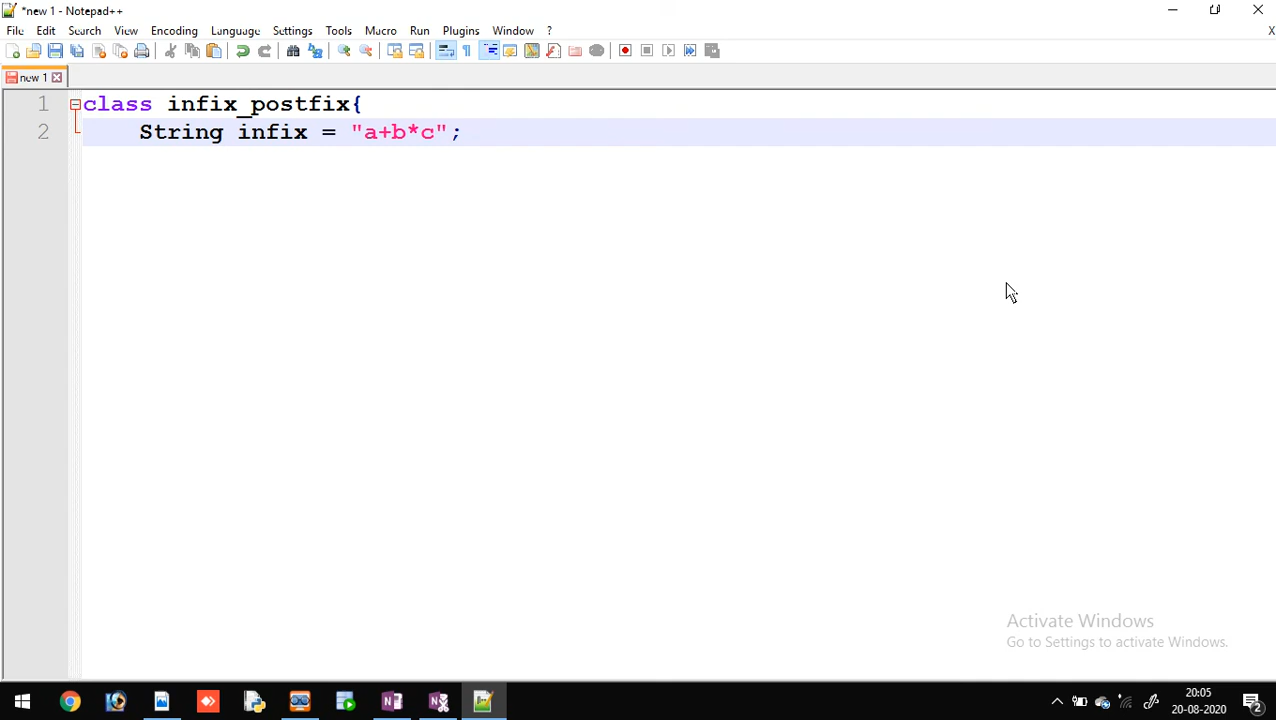 *new 1 - Notepad++
File Edit Search View Encoding Language Settings Tools Macro Run Plugins Window ? X
new 1
1 class infix_postfix{
2 String infix = "a+b*c";
Activate Windows
Go to Settings to activate Windows.
20:05
20-08-2020
2